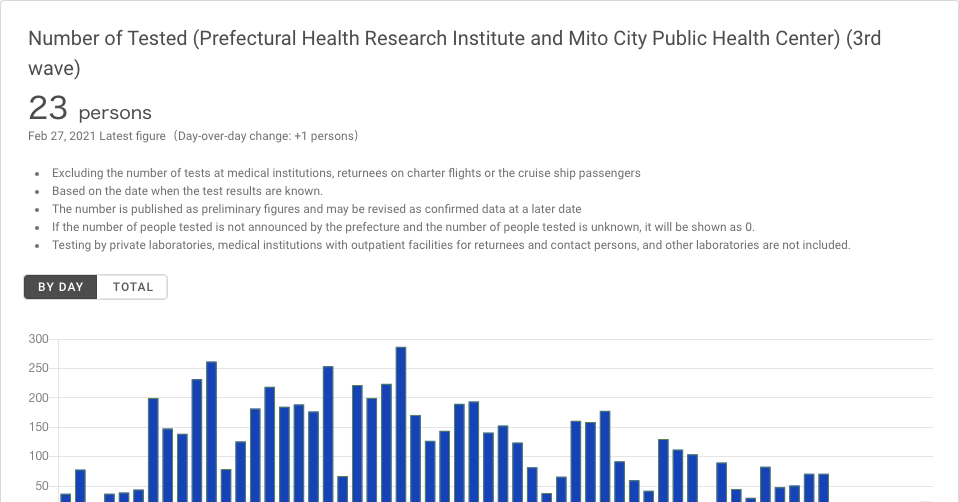 Number of Tested (Prefectural Health Research Institute and Mito City Public Health Center) (3rd
wave)
23 persons
Feb 27, 2021 Latest figure（Day-over-day change: +1 persons）
• Excluding the number of tests at medical institutions, returnees on charter flights or the cruise ship passengers
• Based on the date when the test results are known.
• The number is published as preliminary figures and may be revised as confirmed data at a later date
• If the number of people tested is not announced by the prefecture and the number of people tested is unknown, it will be shown as 0.
• Testing by private laboratories, medical institutions with outpatient facilities for returnees and contact persons, and other laboratories are not included.
BY DAY TOTAL
300
250
200
150
100
50